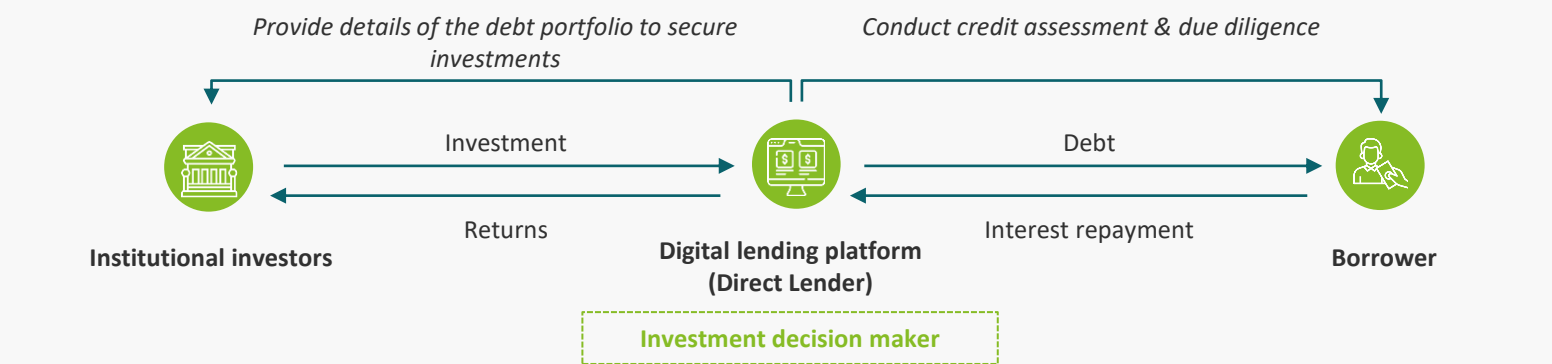 Provide details of the debt portfolio to secure
investments
Conduct credit assessment & due diligence
Investment
Debt
$ $
Returns
Interest repayment
Institutional investors
Digital lending platform
(Direct Lender)
Borrower
Investment decision maker